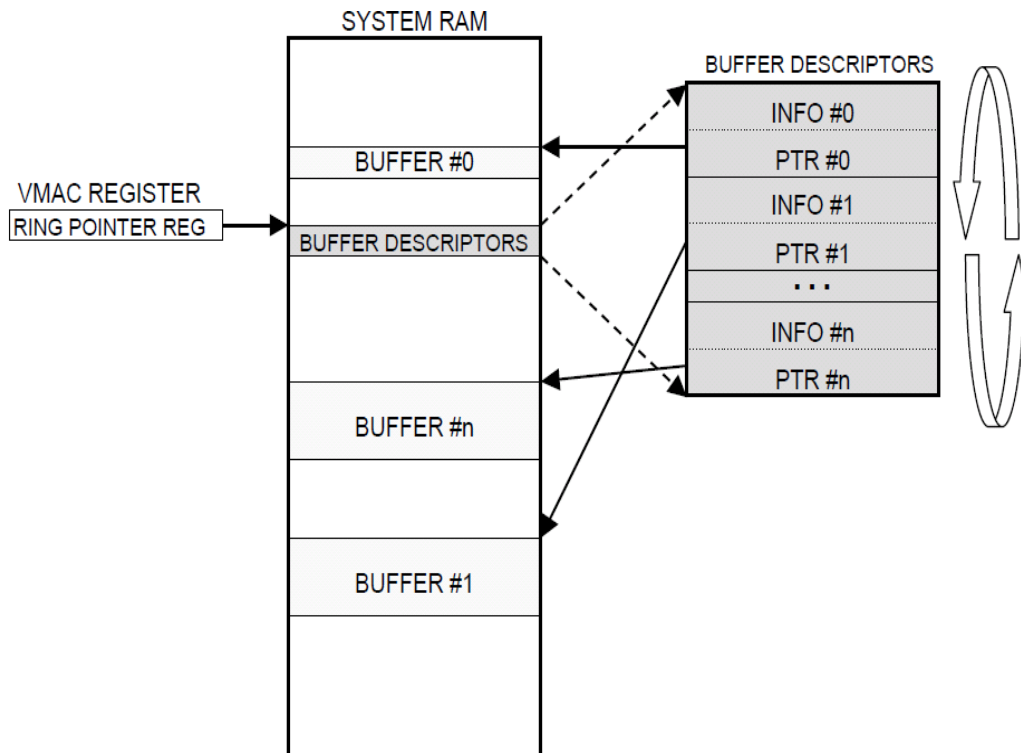 SYSTEM RAM
BUFFER DESCRIPTORS
INFO #0
BUFFER #0
PTR #0
VMAC REGISTER
INFO #1
RING POINTER REG
BUFFER DESCRIPTORS
PTR #1
...
INFO #n
PTR #n
BUFFER #n
BUFFER #1